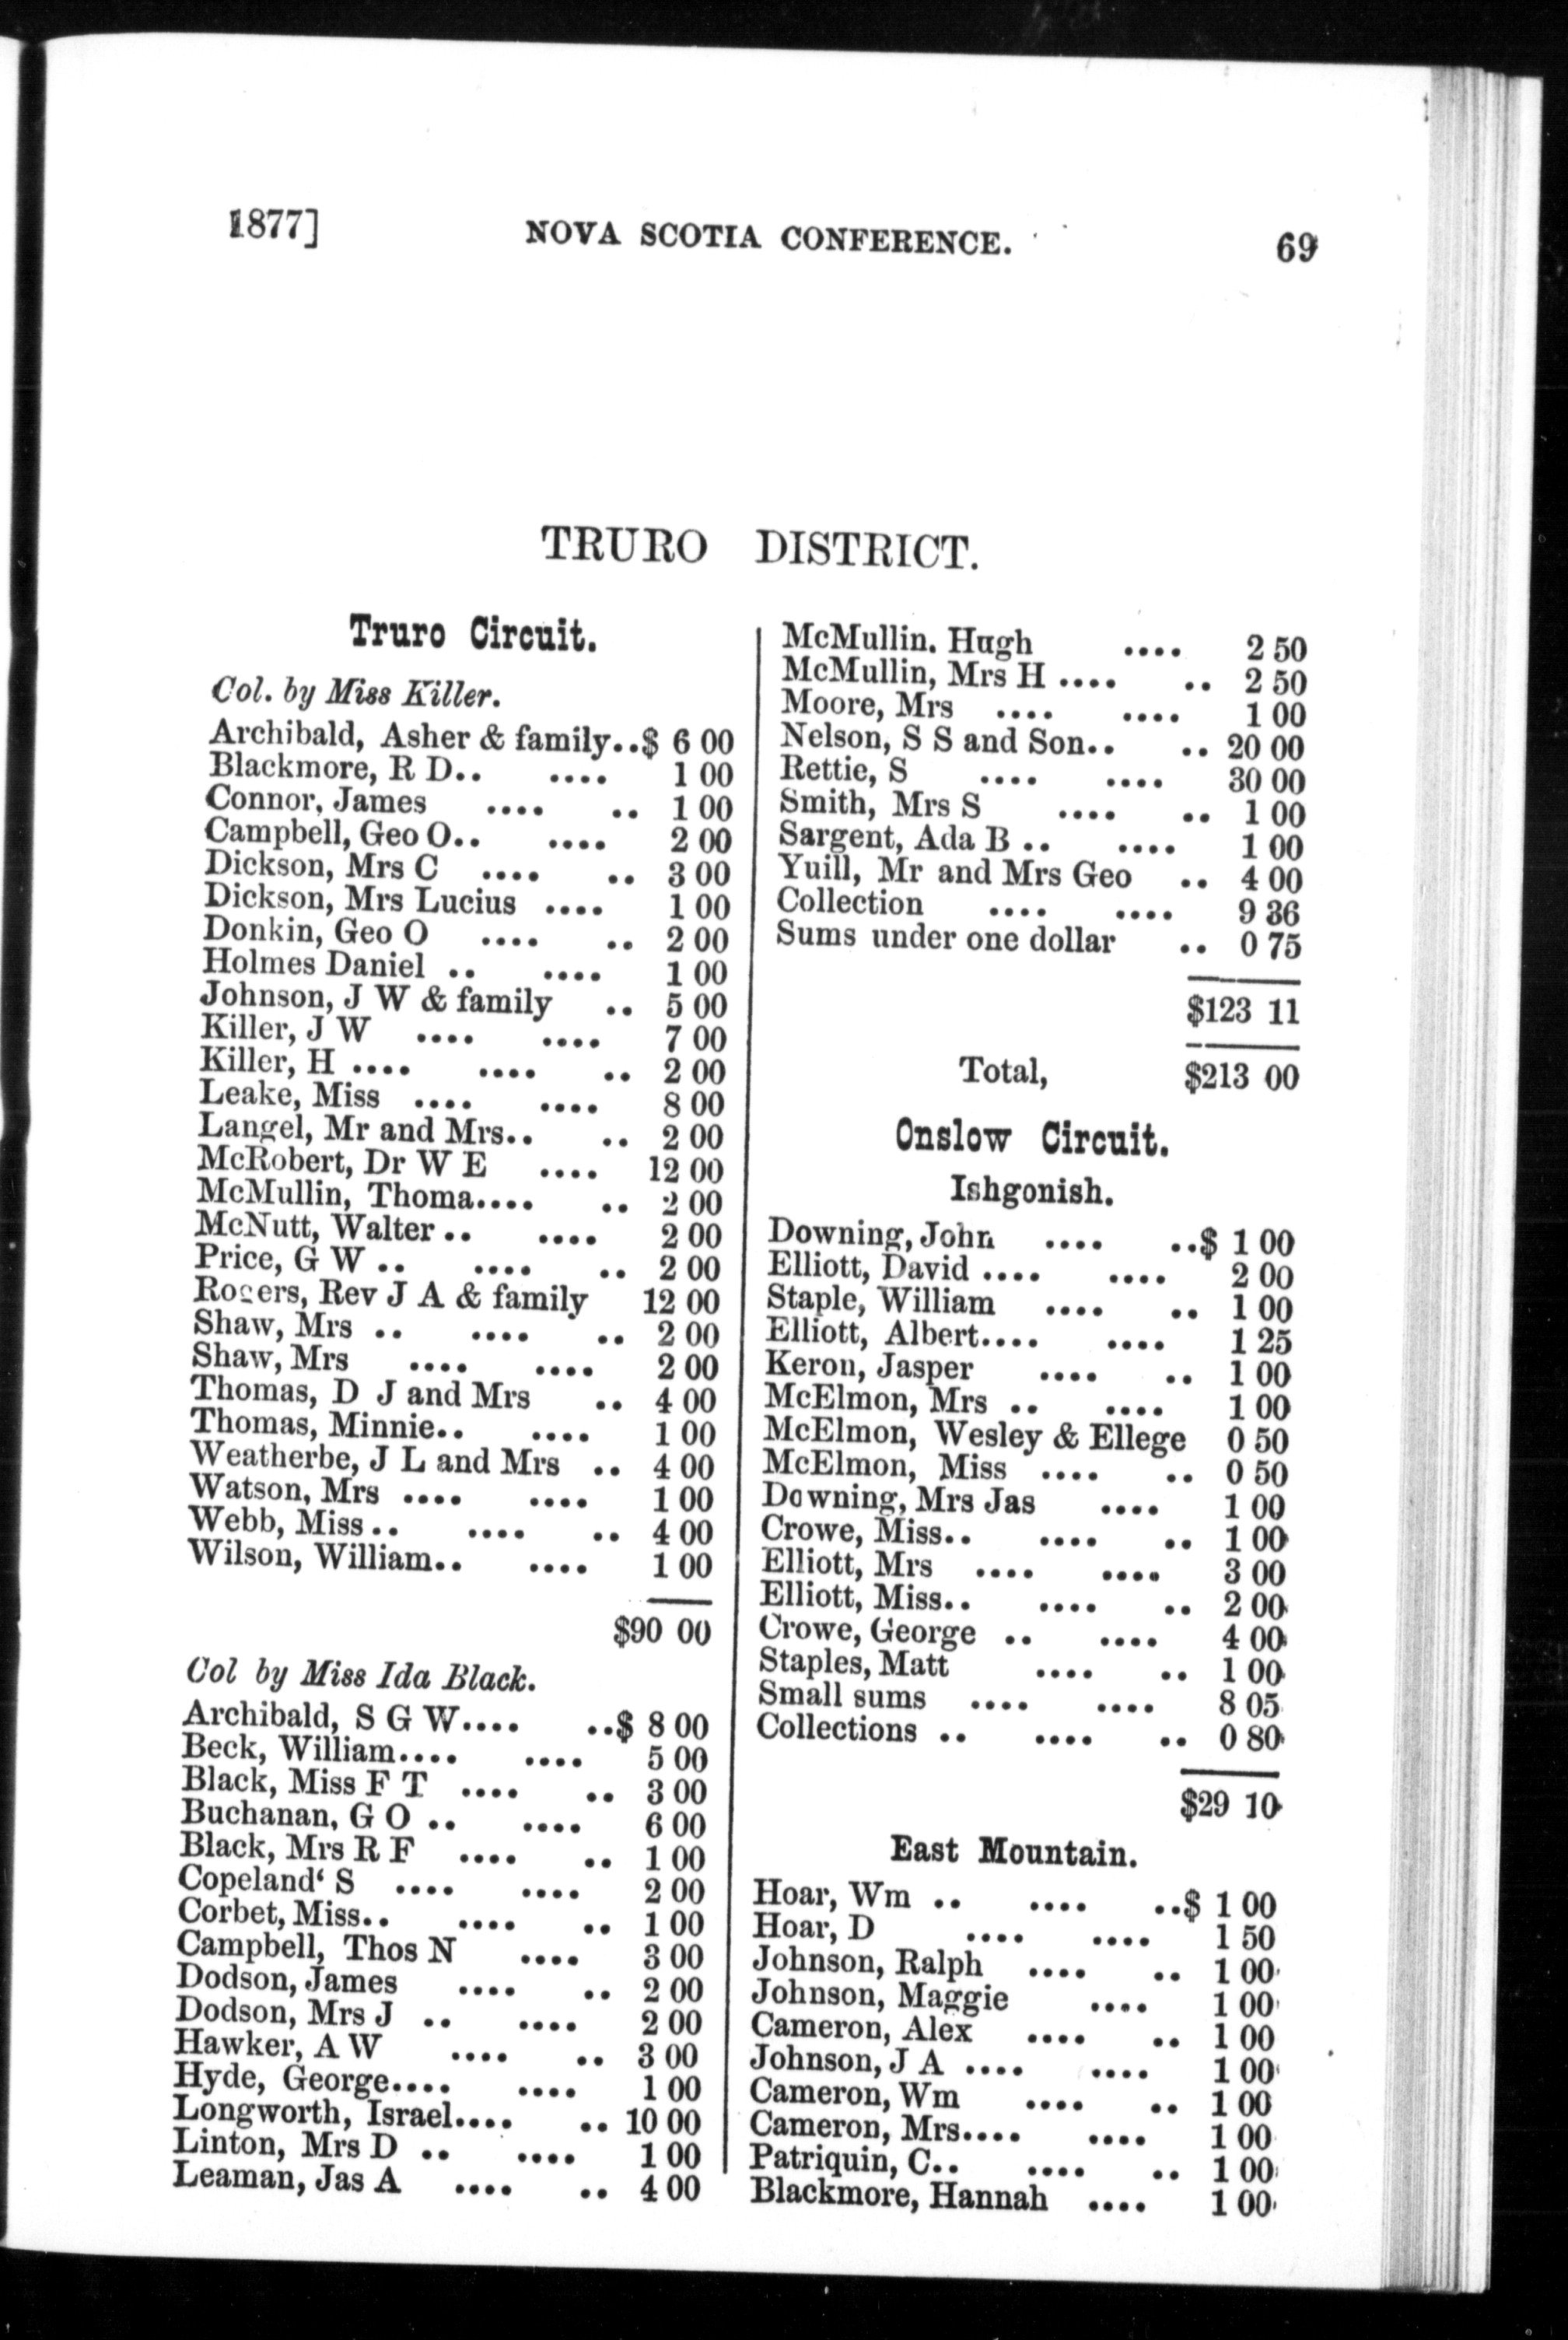 1877] NOVA SCOTIA CONFERENCE. 69
TRURO DISTRICT.
Truro Circuit.
Col. by Miss Killer.
Archibald, Asher & family..$ 6 00
Blackmore, R D.. .... 1 00
Connor, James .... .. 1 00
Campbell, Geo O.. .... 2 00
Dickson, Mrs C .... .. 3 00
Dickson, Mrs Lucius .... 1 00
Donkin, Geo O .... .. 2 00
Holmes Daniel .. .... 1 00
Johnson, J W & family .. 5 00
Killer, J W .... .... 7 00
Killer, H .... .... .. 2 00
Leake, Miss .... .... 8 00
Langel, Mr and Mrs.. .. 2 00
McRobert, Dr W E .... 12 00
McMullin, Thoma.... .. 2 00
McNutt, Walter .. .... 2 00
Price, G W .. .... .. 2 00
Rogers, Rev J A & family 12 00
Shaw, Mrs .. .... .. 2 00
Shaw, Mrs .... .... 2 00
Thomas, D J and Mrs .. 4 00
Thomas, Minnie.. .... 1 00
Weatherbe, J L and Mrs .. 4 00
Watson, Mrs .... .... 1 00
Webb, Miss .. .... .. 4 00
Wilson, William.. .... 1 00
$90 00
Col by Miss Ida Black.
Archibald, S G W.... ..$ 8 00
Beck, William.... .... 5 00
Black, Miss F T .... .. 3 00
Buchanan, G O .. .... 6 00
Black, Mrs R F .... .. 1 00
Copeland‘ S .... .... 2 00
Corbet, Miss.. .... .. 1 00
Campbell, Thos N .... 3 00
Dodson, James .... .. 2 00
Dodson, Mrs J .. .... 2 00
Hawker, A W .... .. 3 00
Hyde, George.... .... 1 00
Longworth, Israel.... .. 10 00
Linton, Mrs D .. .... 1 00
Leaman, Jas A .... .. 4 00
McMullin. Hugh .... 2 50
McMullin, Mrs H .... .. 2 50
Moore, Mrs .... .... 1 00
Nelson, S S and Son.. .. 20 00
Rettie, S .... .... 30 00
Smith, Mrs S .... .. 1 00
Sargent, Ada B .. .... 1 00
Yuill, Mr and Mrs Geo .. 4 00
Collection .... .... 9 36
Sums under one dollar .. 0 75
$123 11
Total, $213 00
Onslow Circuit.
Ishgonish.
Downing, John .... ..$ 1 00
Elliott, David .... .... 2 00
Staple, William .... .. 1 00
Elliott, Albert.... .... 1 25
Keron, Jasper .... .. 1 00
McElmon, Mrs .. .... 1 00
McElmon, Wesley & Ellege 0 50
McElmon, Miss .... .. 0 50
Downing, Mrs Jas .... 1 00
Crowe, Miss.. .... .. 1 00
Elliott, Mrs .... .... 3 00
Elliott, Miss.. .... .. 2 00
Crowe, George .. .... 4 00
Staples, Matt .... .. 1 00
Small sums .... .... 8 05
Collections .. .... .. 0 80
$29 10
East Mountain.
Hoar, Wm .. .... ..$ 1 00
Hoar, D .... .... 1 50
Johnson, Ralph .... .. 1 00
Johnson, Maggie .... 1 00
Cameron, Alex .... .. 1 00
Johnson, J A .... .... 1 00
Cameron, Wm .... .. 1 00
Cameron, Mrs.... .... 1 00
Patriquin, C.. .... .. 1 00
Blackmore, Hannah .... 1 00